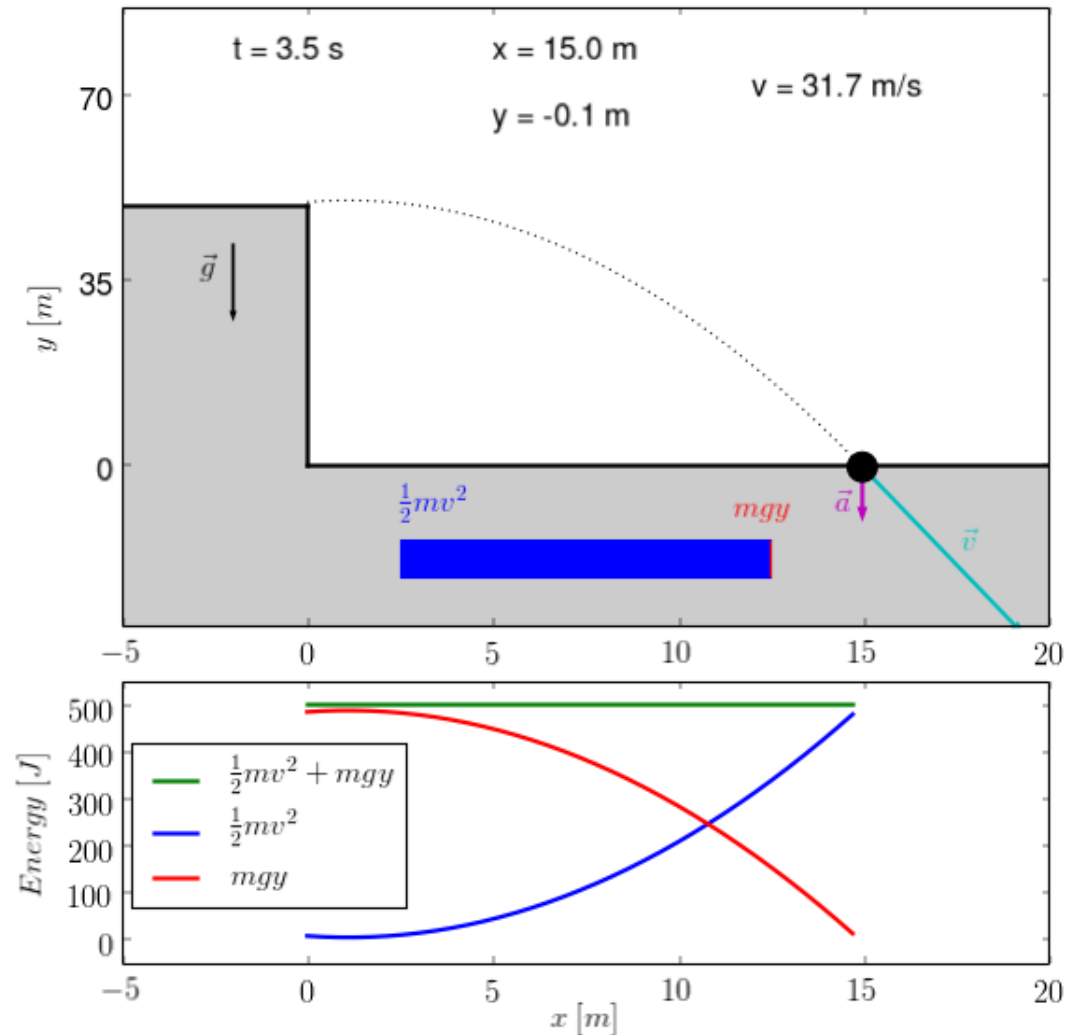 t = 3.5 s
x = 15.0 m
v = 31.7 m/s
y = -0.1 m
70
35
0
y [m]
g⃗
½mv²
mgy
a⃗
v⃗
−5 0 5 10 15 20
500
400
300
200
100
0
Energy [J]
½mv² + mgy
½mv²
mgy
−5 0 5 10 15 20
x [m]